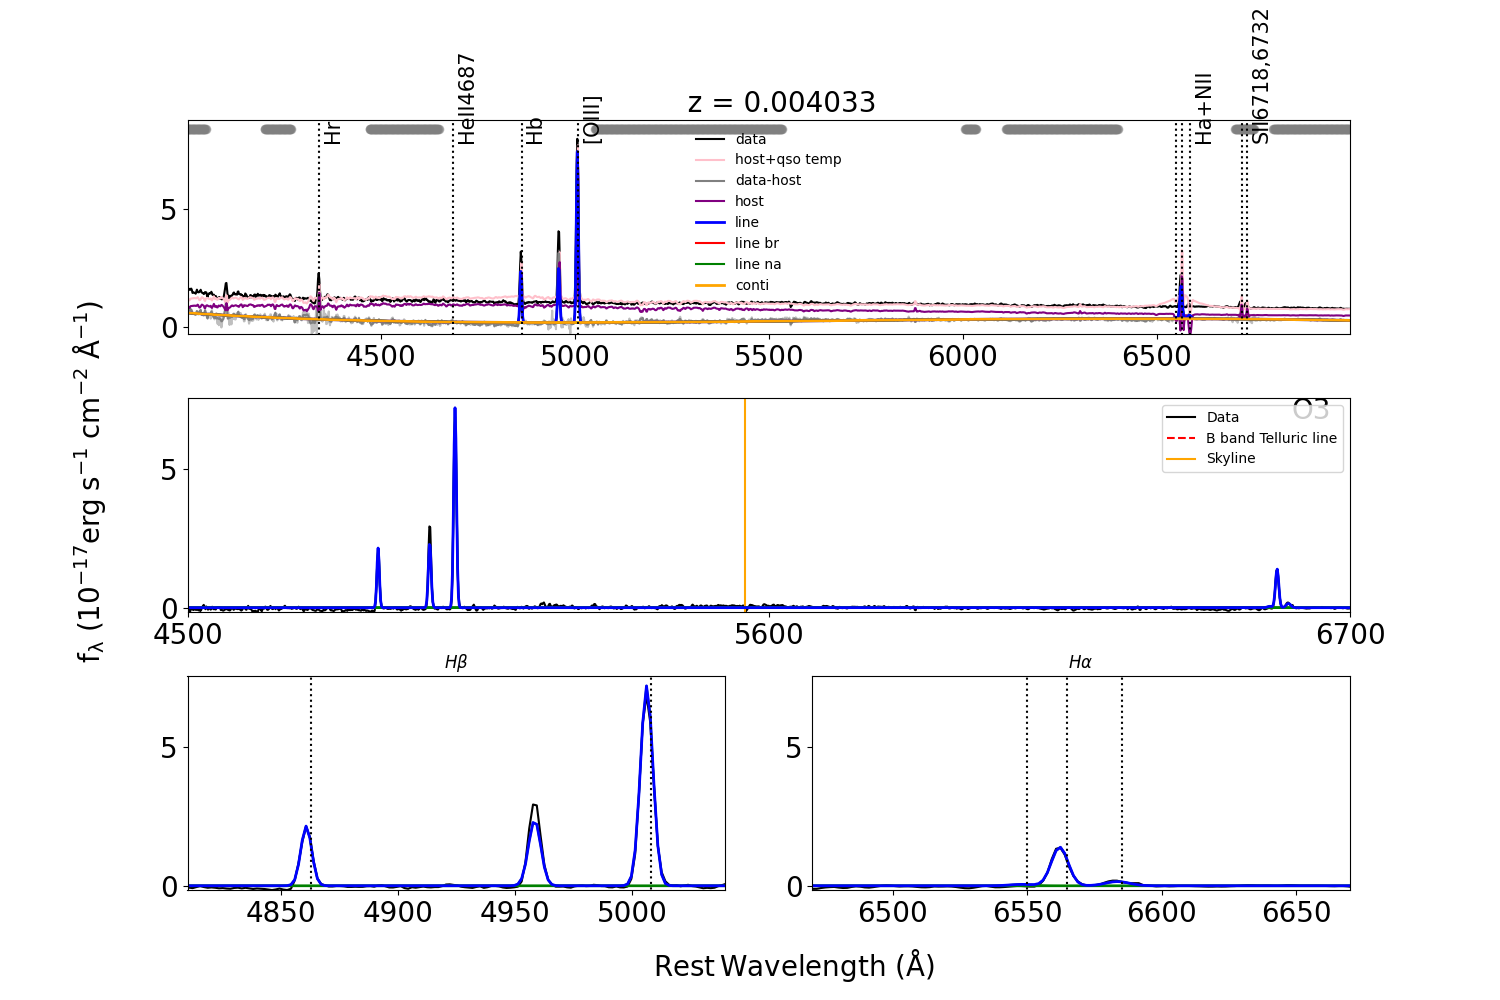 z = 0.004033
Hr
HeII4687
Hb
[OIII]
Ha+NII
SII6718,6732
data
host+qso temp
data-host
host
line
line br
line na
conti
5
0
4500 5000 5500 6000 6500
f_λ (10^{-17}erg s^{-1} cm^{-2} Å^{-1})
O3
Data
B band Telluric line
Skyline
5
0
4500 5600 6700
Hβ
5
0
4850 4900 4950 5000
Hα
5
0
6500 6550 6600 6650
Rest Wavelength (Å)